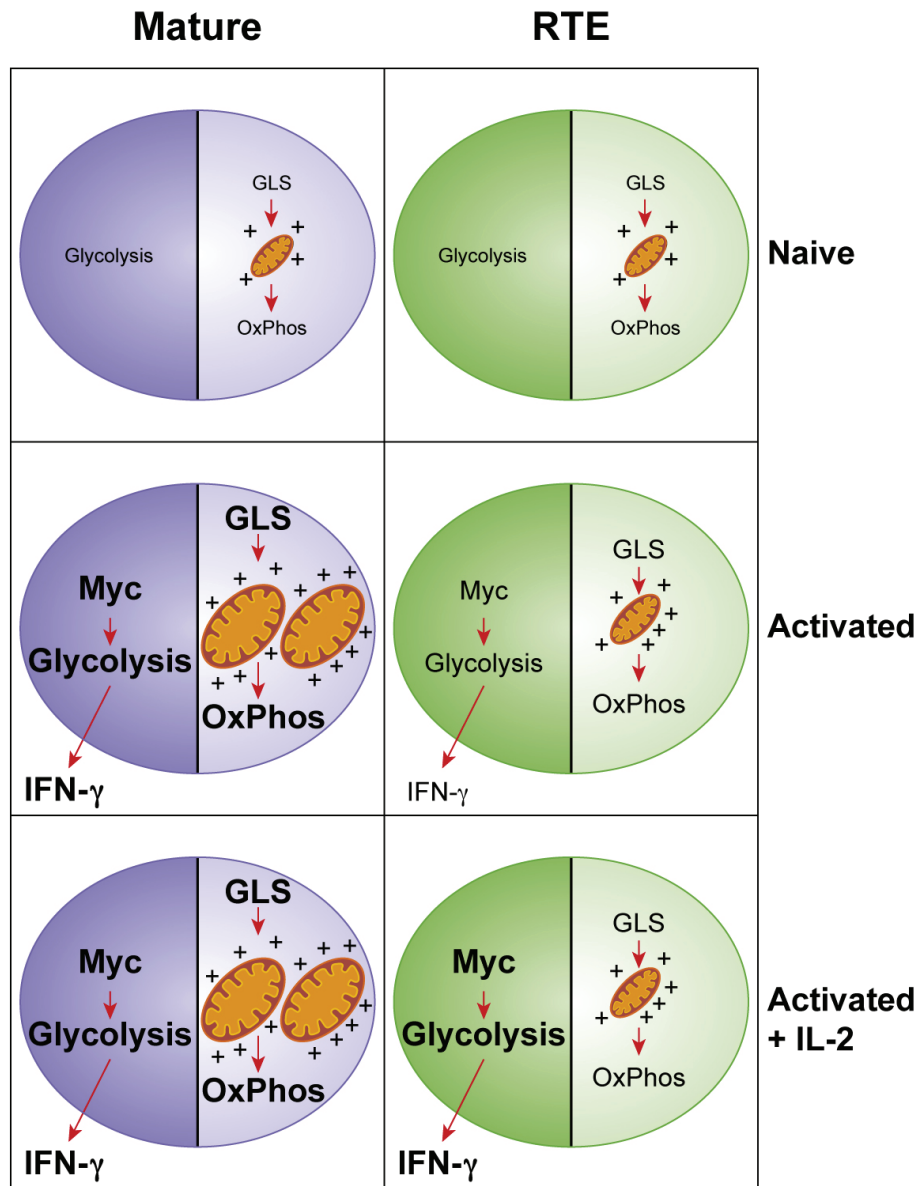 Mature
RTE
Glycolysis
GLS
+ +
+ +
OxPhos
Glycolysis
GLS
+ +
+ +
OxPhos
Naive
Myc
Glycolysis
IFN-γ
GLS
+ + + + +
+ + + + + + + + +
OxPhos
Myc
Glycolysis
IFN-γ
GLS
+ + + + + + +
OxPhos
Activated
Myc
Glycolysis
IFN-γ
GLS
+ + + + +
+ + + + + + + + +
OxPhos
Myc
Glycolysis
IFN-γ
GLS
+ + + + + + +
OxPhos
Activated
+ IL-2